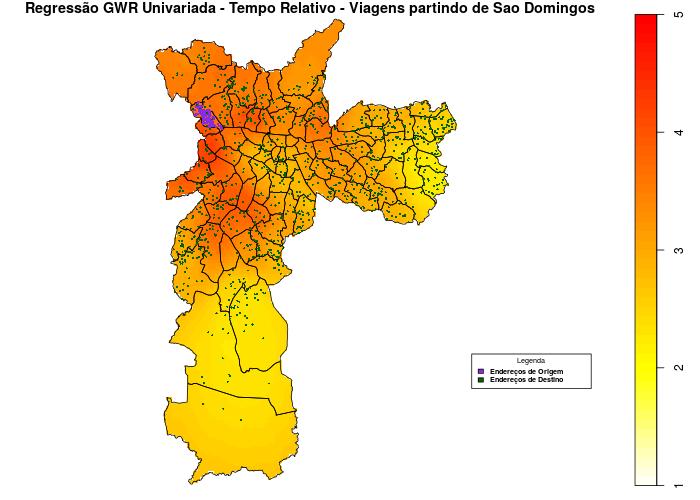 Regressão GWR Univariada - Tempo Relativo - Viagens partindo de Sao Domingos
5
4
3
2
1
Legenda
Endereços de Origem
Endereços de Destino